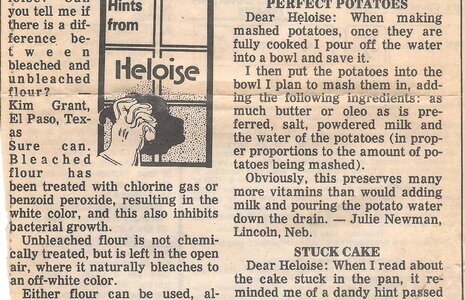 you tell me if
there is a dif-
ference be-
tween
bleached and
unbleached
flour?
Kim Grant,
El Paso, Tex-
as
Sure can.
Bleached
flour has
been treated with chlorine gas or
benzoid peroxide, resulting in the
white color, and this also inhibits
bacterial growth.
Unbleached flour is not chemi-
cally treated, but is left in the open
air, where it naturally bleaches to
an off-white color.
Either flour can be used, al-
Hints
from
Heloise
PERFECT POTATOES
Dear Heloise: When making
mashed potatoes, once they are
fully cooked I pour off the water
into a bowl and save it.
I then put the potatoes into the
bowl I plan to mash them in, add-
ing the following ingredients: as
much butter or oleo as is pre-
ferred, salt, powdered milk and
the water of the potatoes (in prop-
er proportions to the amount of po-
tatoes being mashed).
Obviously, this preserves many
more vitamins than would adding
milk and pouring the potato water
down the drain. — Julie Newman,
Lincoln, Neb.
STUCK CAKE
Dear Heloise: When I read about
the cake stuck in the pan, it re-
minded me of a handy hint passed